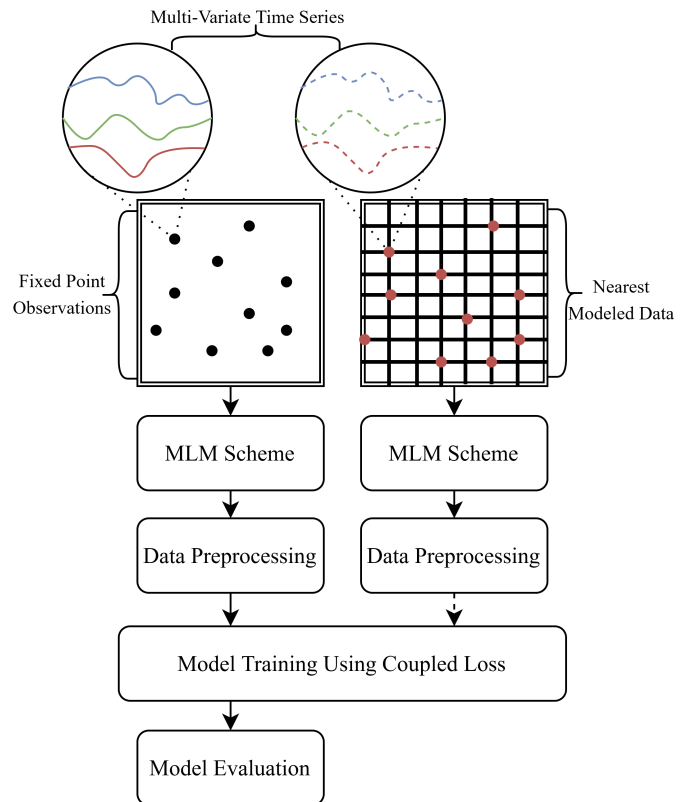 Multi-Variate Time Series
Fixed Point
Observations
Nearest
Modeled Data
MLM Scheme
MLM Scheme
Data Preprocessing
Data Preprocessing
Model Training Using Coupled Loss
Model Evaluation